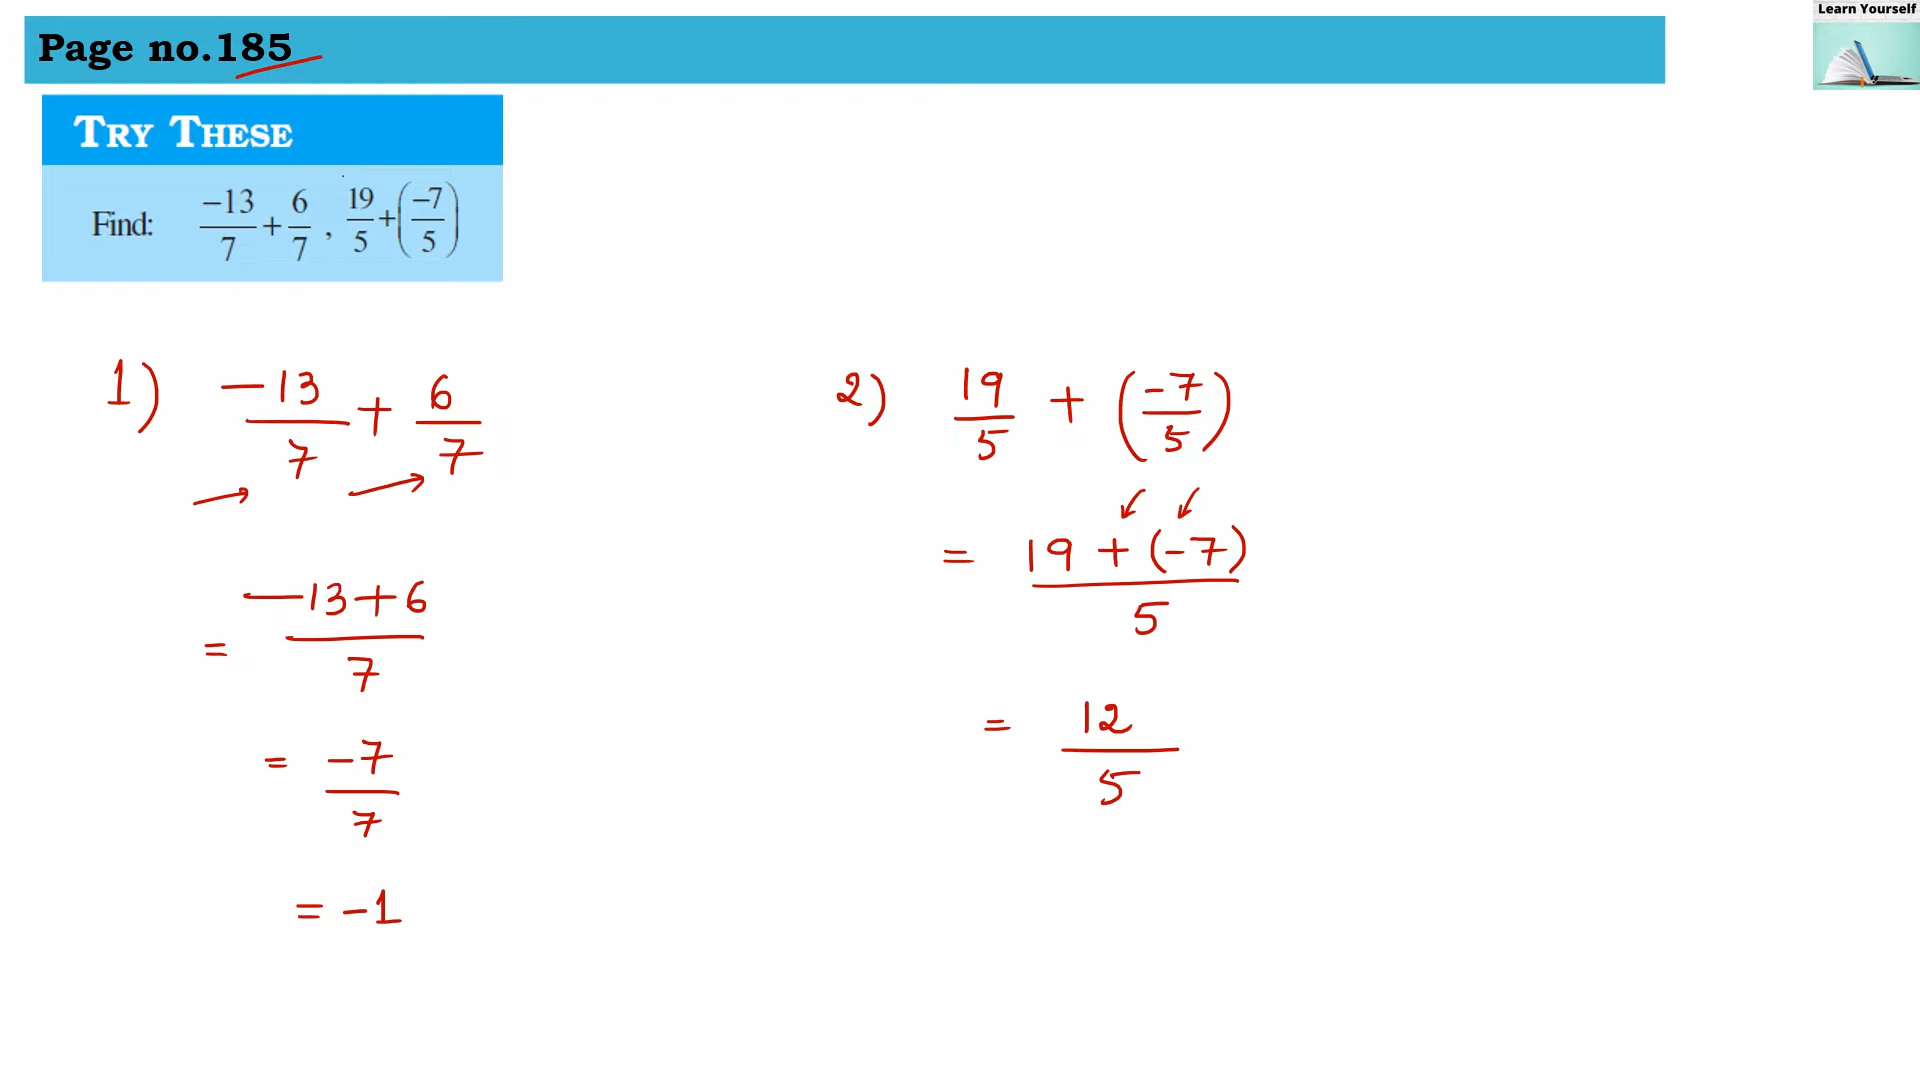 Learn Yourself
Page no.185
TRY THESE
Find: -13/7 + 6/7 , 19/5 + (-7/5)
1) -13/7 + 6/7
= -13+6/7
= -7/7
= -1
2) 19/5 + (-7/5)
= 19 + (-7)/5
= 12/5